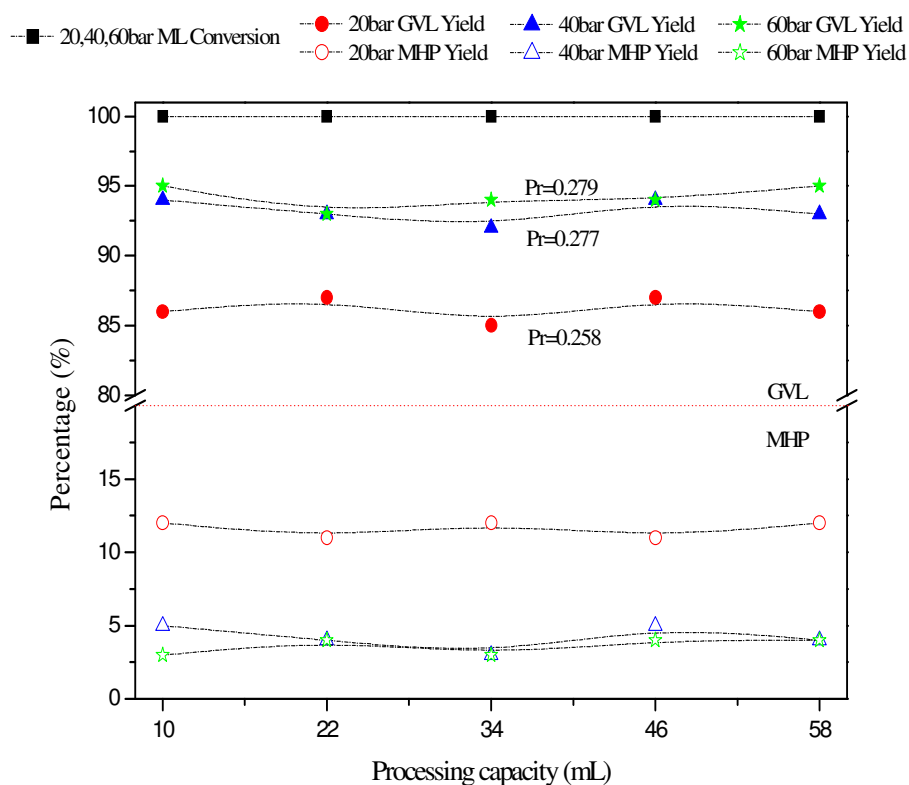 20,40,60bar ML Conversion
20bar GVL Yield
40bar GVL Yield
60bar GVL Yield
20bar MHP Yield
40bar MHP Yield
60bar MHP Yield
Percentage (%)
100
95
90
85
80
15
10
5
0
Pr=0.279
Pr=0.277
Pr=0.258
GVL
MHP
10 22 34 46 58
Processing capacity (mL)